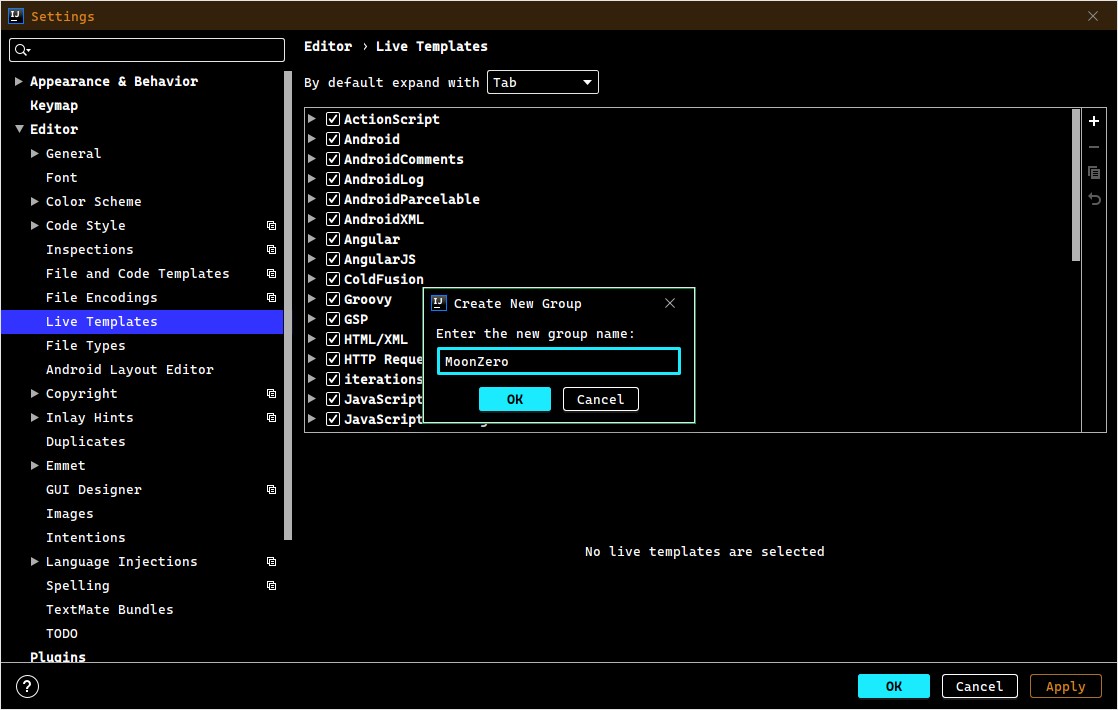 Settings
Editor › Live Templates
By default expand with Tab
Appearance & Behavior
Keymap
Editor
General
Font
Color Scheme
Code Style
Inspections
File and Code Templates
File Encodings
Live Templates
File Types
Android Layout Editor
Copyright
Inlay Hints
Duplicates
Emmet
GUI Designer
Images
Intentions
Language Injections
Spelling
TextMate Bundles
TODO
Plugins
ActionScript
Android
AndroidComments
AndroidLog
AndroidParcelable
AndroidXML
Angular
AngularJS
ColdFusion
Groovy
GSP
HTML/XML
HTTP Reque
iterations
JavaScript
JavaScript
Create New Group
Enter the new group name:
MoonZero
OK Cancel
No live templates are selected
? OK Cancel Apply